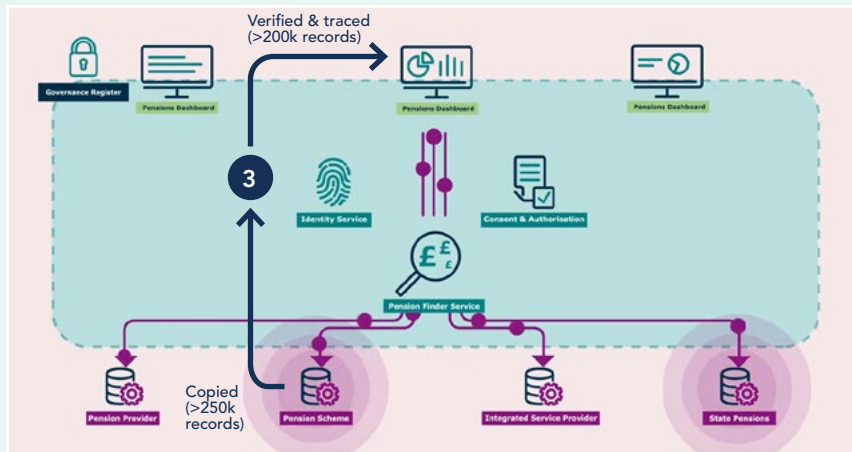 Verified & traced
(>200k records)
Governance Register
Pensions Dashboard
Pensions Dashboard
Pensions Dashboard
3
Identity Service
Consent & Authorisation
£ £ £
Pension Finder Service
Copied
(>250k
records)
Pension Provider
Pension Scheme
Integrated Service Provider
State Pensions